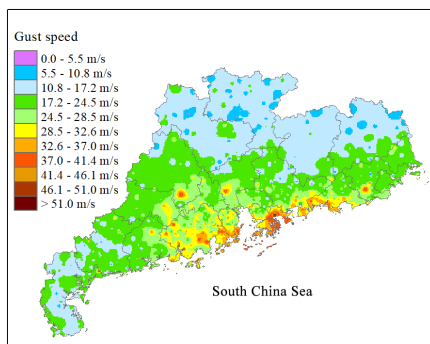 Gust speed
0.0 - 5.5 m/s
5.5 - 10.8 m/s
10.8 - 17.2 m/s
17.2 - 24.5 m/s
24.5 - 28.5 m/s
28.5 - 32.6 m/s
32.6 - 37.0 m/s
37.0 - 41.4 m/s
41.4 - 46.1 m/s
46.1 - 51.0 m/s
> 51.0 m/s
South China Sea